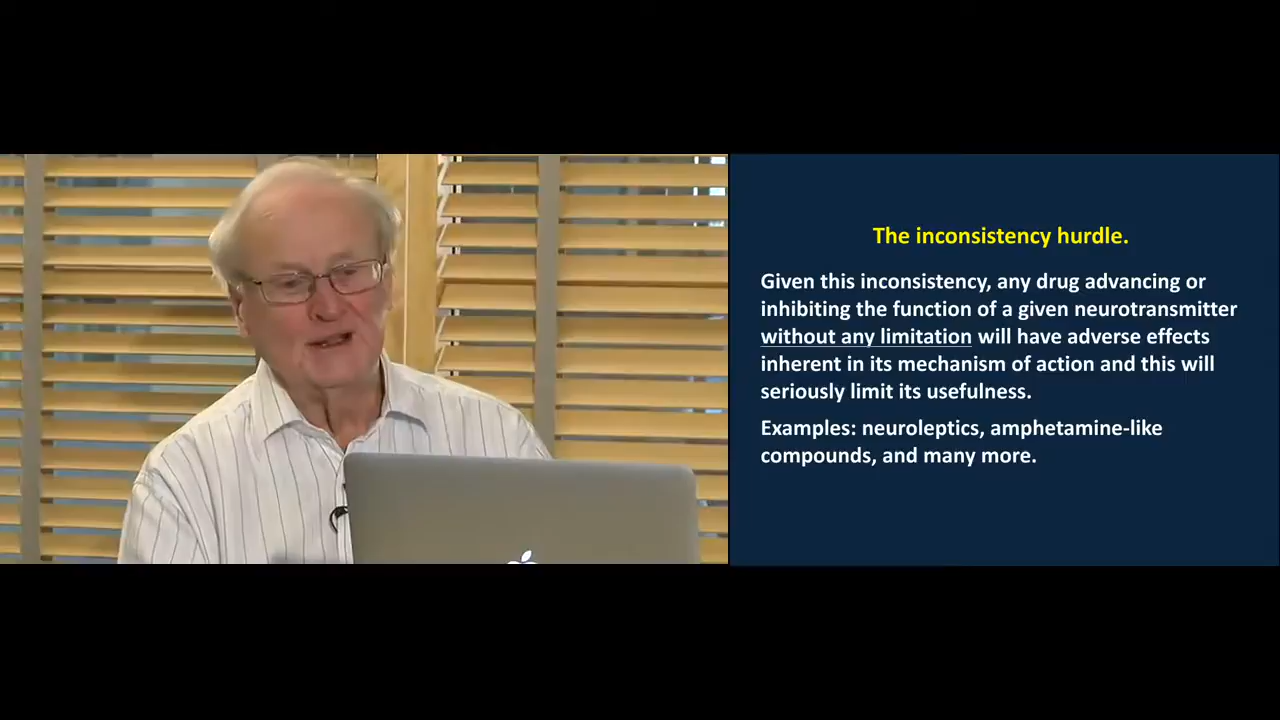 The inconsistency hurdle.
Given this inconsistency, any drug advancing or
inhibiting the function of a given neurotransmitter
without any limitation will have adverse effects
inherent in its mechanism of action and this will
seriously limit its usefulness.
Examples: neuroleptics, amphetamine-like
compounds, and many more.